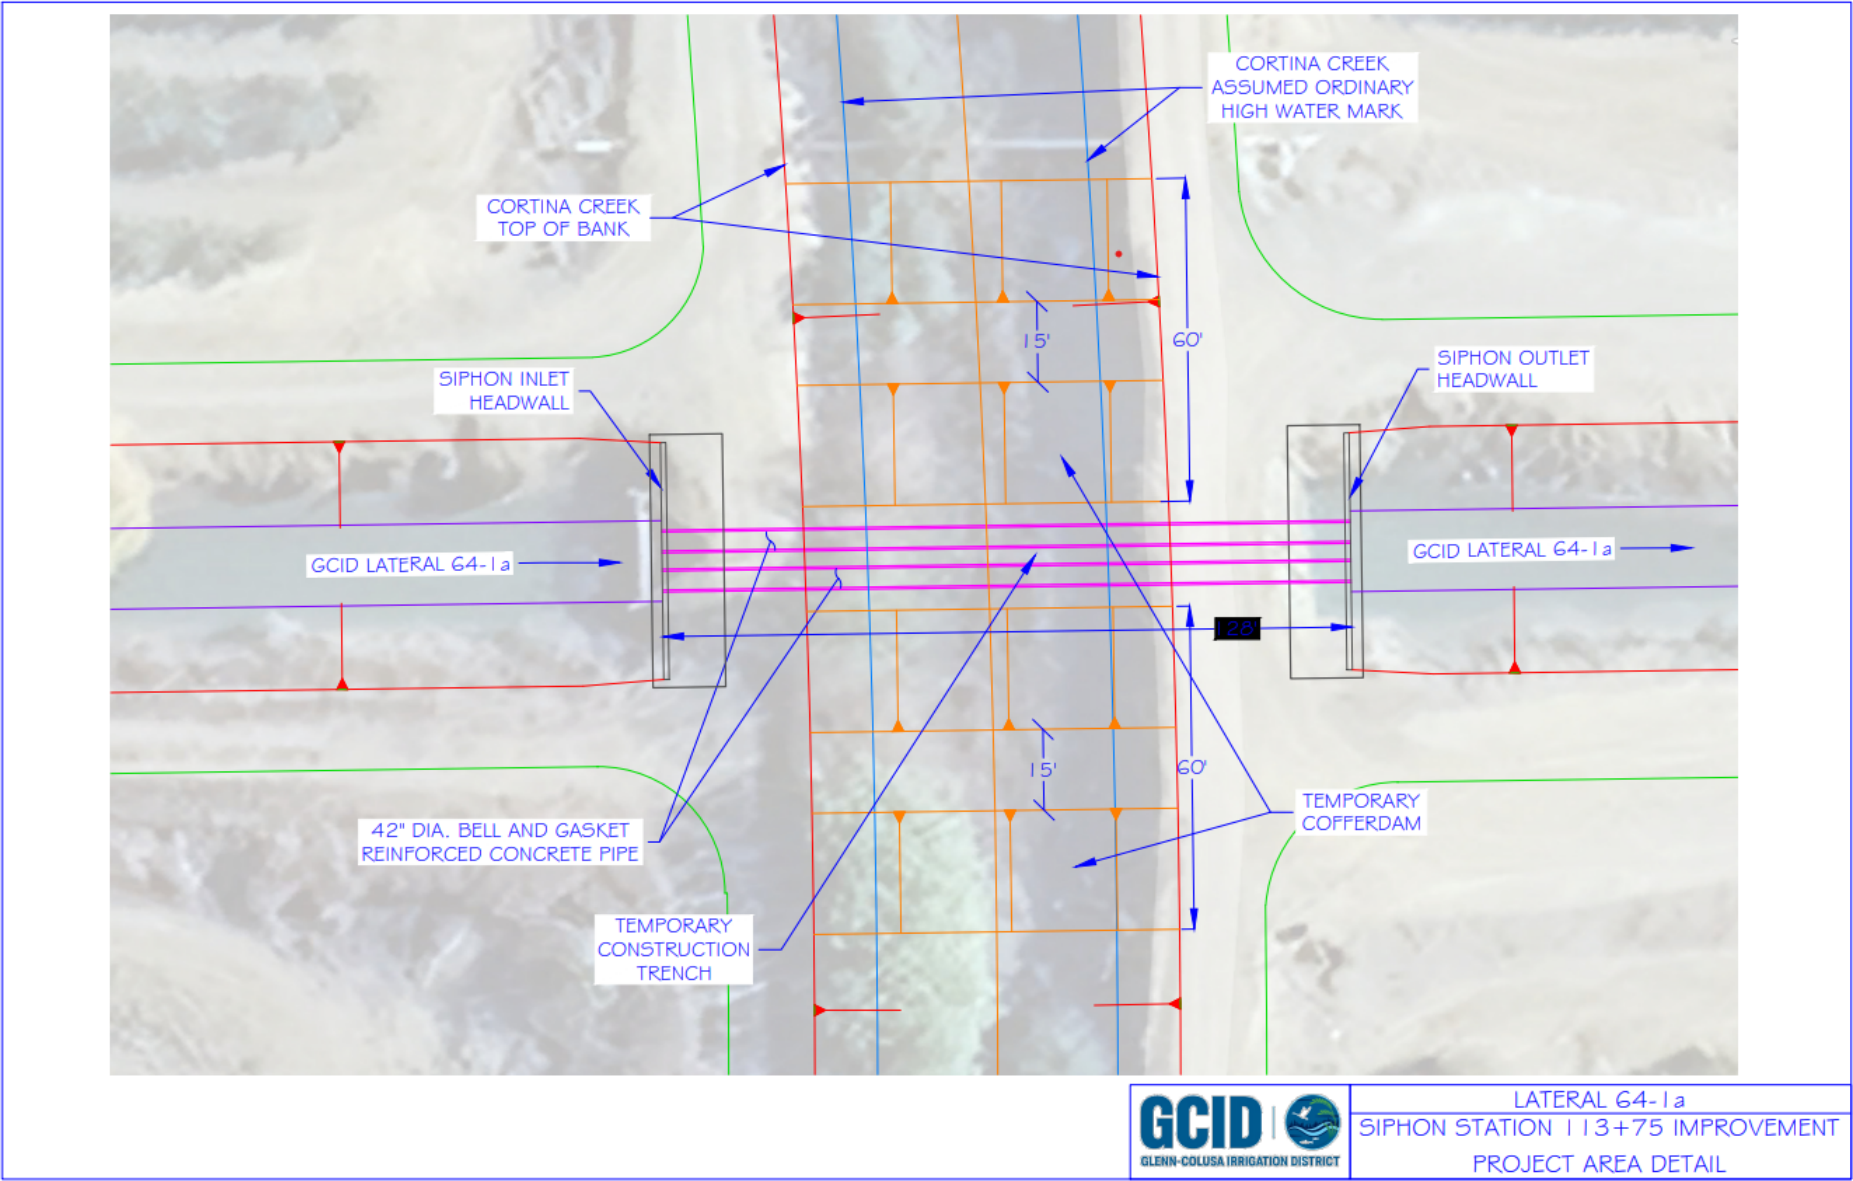 CORTINA CREEK
ASSUMED ORDINARY
HIGH WATER MARK
CORTINA CREEK
TOP OF BANK
15'
60'
SIPHON INLET
HEADWALL
SIPHON OUTLET
HEADWALL
GCID LATERAL 64-1a
GCID LATERAL 64-1a
128'
15'
60'
42" DIA. BELL AND GASKET
REINFORCED CONCRETE PIPE
TEMPORARY
COFFERDAM
TEMPORARY
CONSTRUCTION
TRENCH
GCID
GLENN-COLUSA IRRIGATION DISTRICT
LATERAL 64-1a
SIPHON STATION 113+75 IMPROVEMENT
PROJECT AREA DETAIL